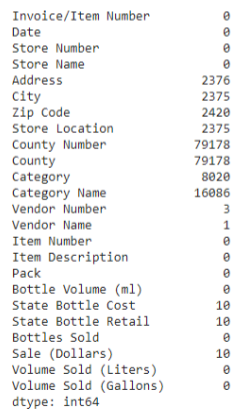 Invoice/Item Number 0
Date 0
Store Number 0
Store Name 0
Address 2376
City 2375
Zip Code 2420
Store Location 2375
County Number 79178
County 79178
Category 8020
Category Name 16086
Vendor Number 3
Vendor Name 1
Item Number 0
Item Description 0
Pack 0
Bottle Volume (ml) 0
State Bottle Cost 10
State Bottle Retail 10
Bottles Sold 0
Sale (Dollars) 10
Volume Sold (Liters) 0
Volume Sold (Gallons) 0
dtype: int64